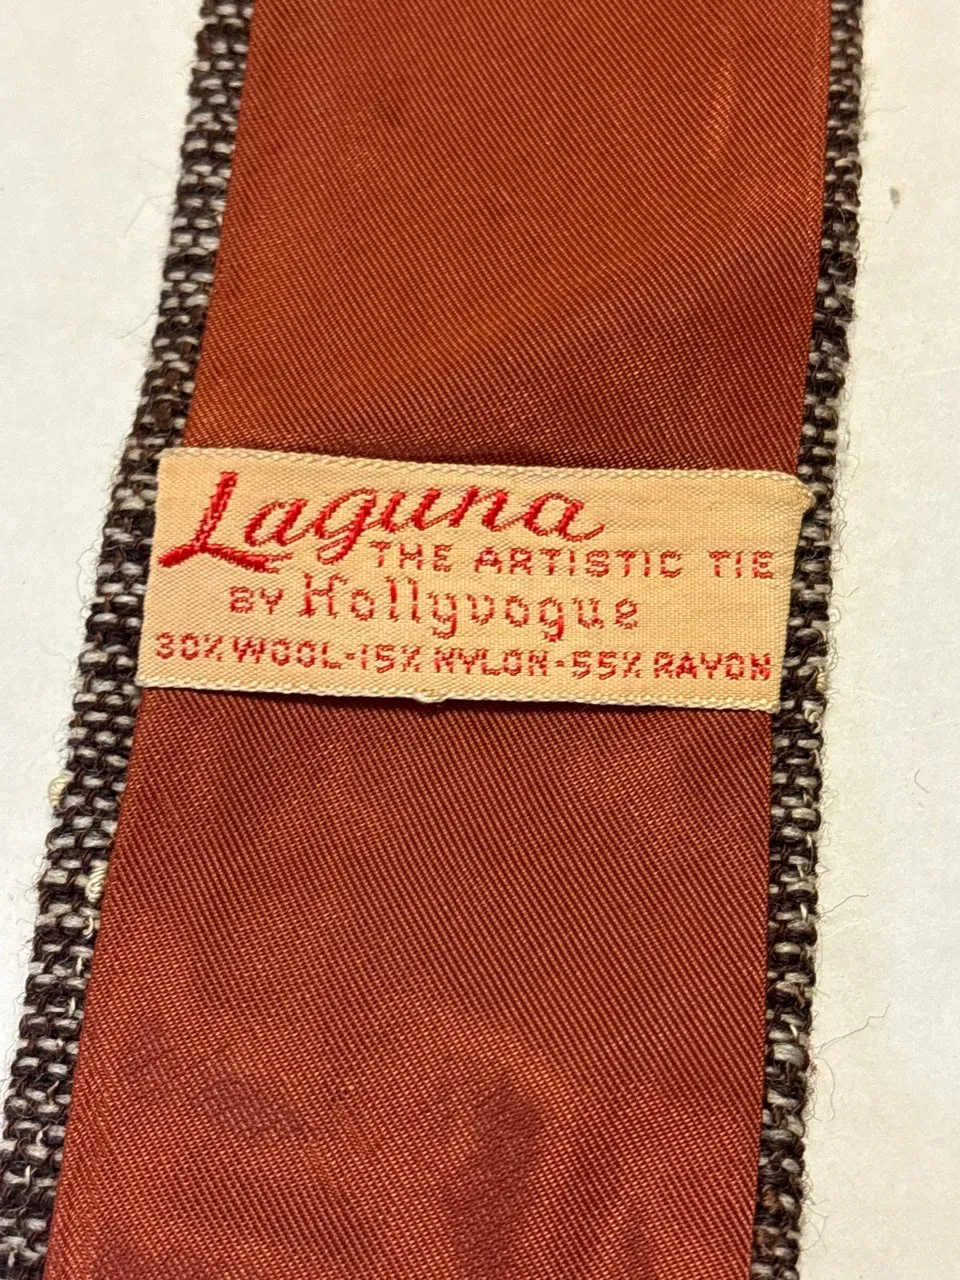 Laguna
THE ARTISTIC TIE
BY Hollyvogue
30% WOOL-15% NYLON-55% RAYON